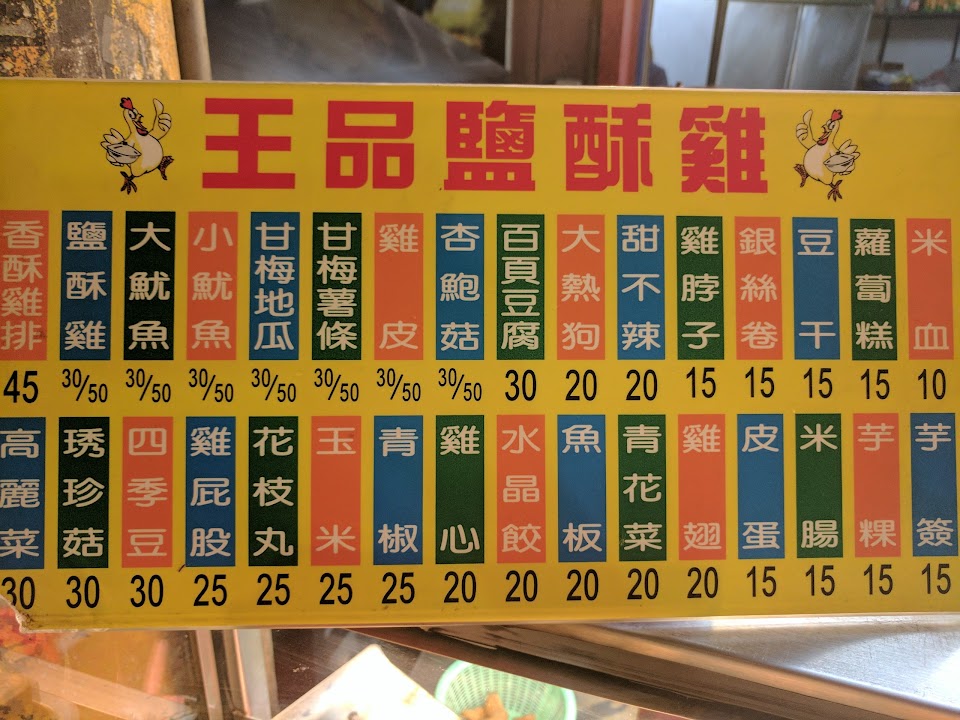 王品鹽酥雞
香酥雞排 45
鹽酥雞 30/50
大魷魚 30/50
小魷魚 30/50
甘梅地瓜 30/50
甘梅薯條 30/50
雞皮 30/50
杏鮑菇 30/50
百頁豆腐 30
大熱狗 20
甜不辣 20
雞脖子 15
銀絲卷 15
豆干 15
蘿蔔糕 15
米血 10
高麗菜 30
琇珍菇 30
四季豆 30
雞屁股 25
花枝丸 25
玉米 25
青椒 25
雞心 20
水晶餃 20
魚板 20
青花菜 20
雞翅 20
皮蛋 15
米腸 15
芋粿 15
芋簽 15